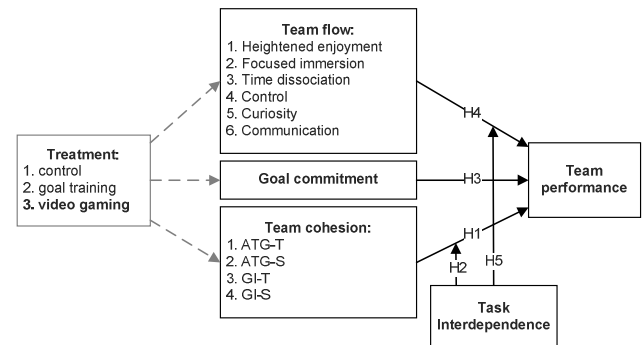 Team flow:
1. Heightened enjoyment
2. Focused immersion
3. Time dissociation
4. Control
5. Curiosity
6. Communication
Treatment:
1. control
2. goal training
3. video gaming
Goal commitment
Team cohesion:
1. ATG-T
2. ATG-S
3. GI-T
4. GI-S
H4
H3
H1
H2
H5
Team
performance
Task
Interdependence